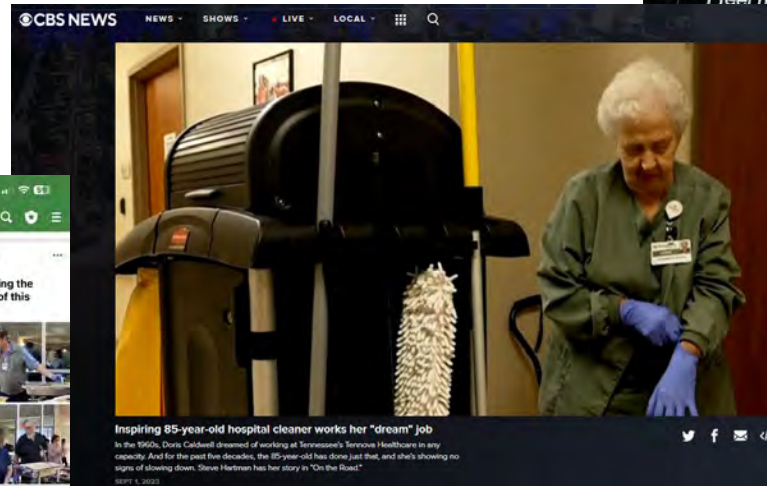 CBS NEWS NEWS SHOWS LIVE LOCAL
ing the
of this
Inspiring 85-year-old hospital cleaner works her "dream" job
In the 1960s, Doris Caldwell dreamed of working at Tennessee's Tennova Healthcare in any
capacity. And for the past five decades, the 85-year-old has done just that, and she's showing no
signs of slowing down. Steve Hartman has her story in "On the Road."
SEPT 1, 2023